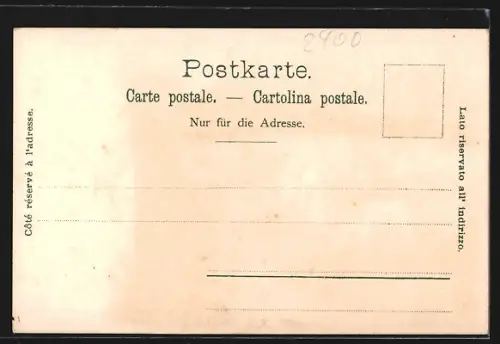 2400
Postkarte.
Carte postale. — Cartolina postale.
Nur für die Adresse.
Côté réservé à l'adresse.
Lato riservato all' indirizzo.